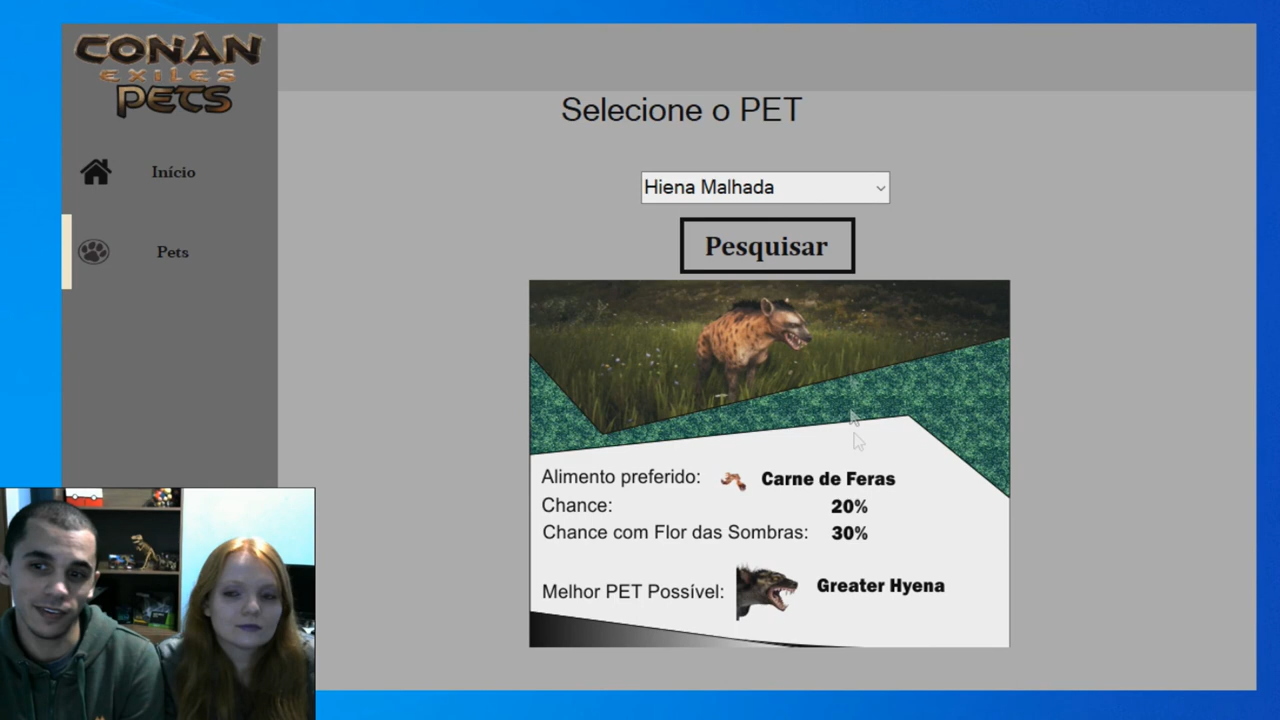 CONAN
EXILES
PETS
Início
Pets
Selecione o PET
Hiena Malhada
Pesquisar
Alimento preferido: Carne de Feras
Chance: 20%
Chance com Flor das Sombras: 30%
Melhor PET Possível: Greater Hyena